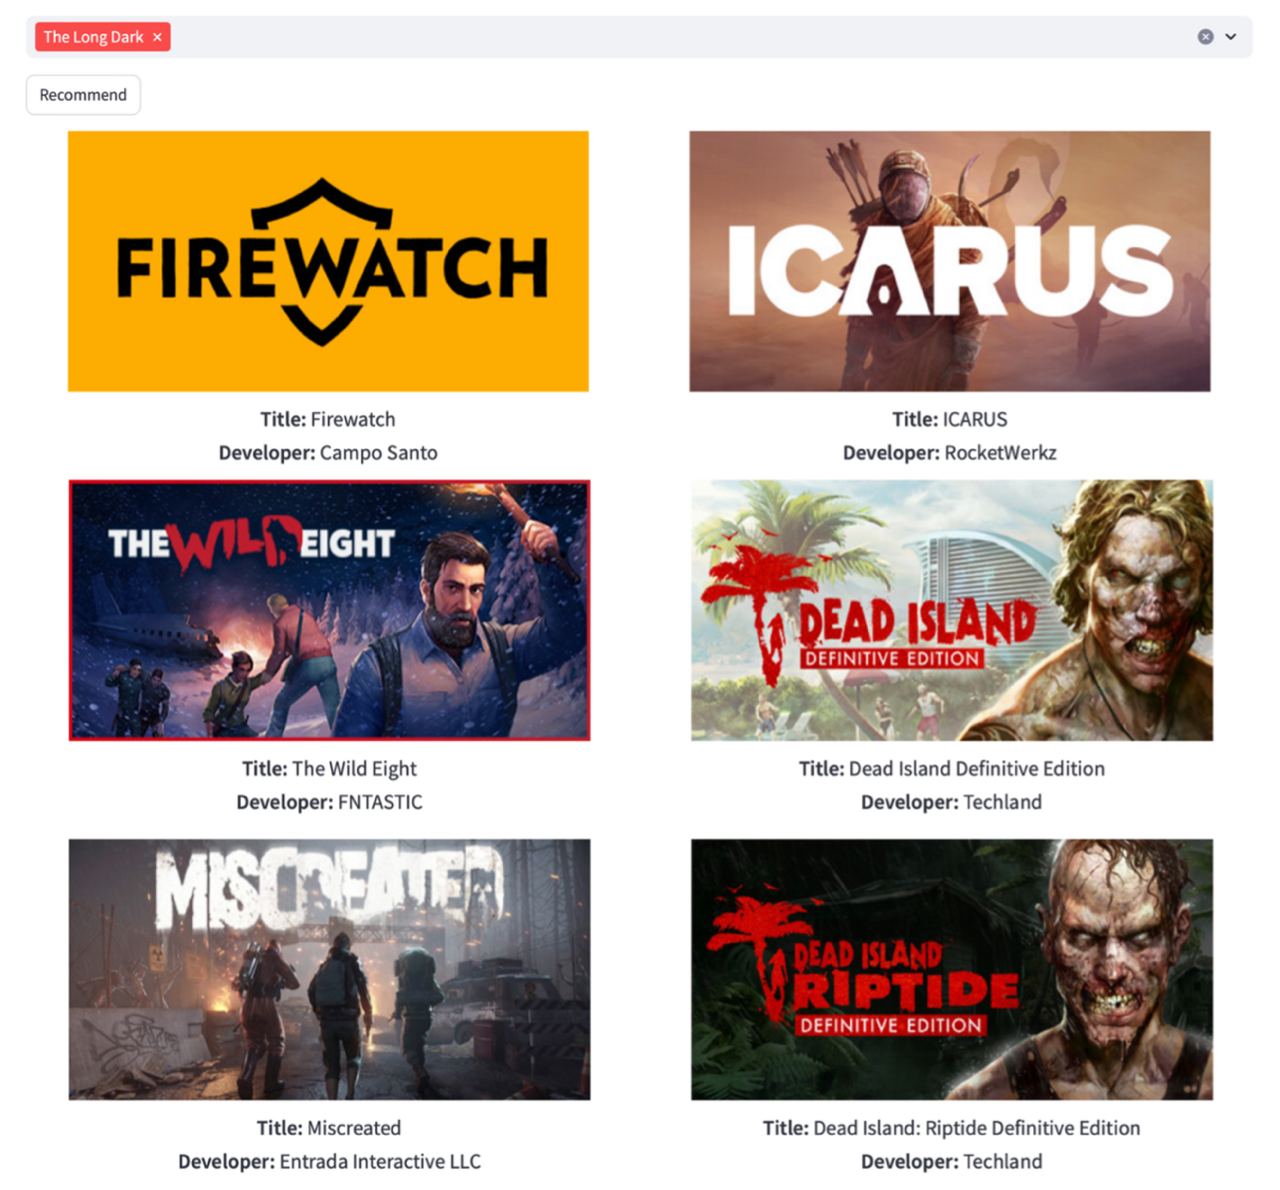 The Long Dark ×
Recommend
FIREWATCH
ICARUS
Title: Firewatch
Title: ICARUS
Developer: Campo Santo
Developer: RocketWerkz
THE WILD EIGHT
DEAD ISLAND
DEFINITIVE EDITION
Title: The Wild Eight
Title: Dead Island Definitive Edition
Developer: FNTASTIC
Developer: Techland
MISCREATED
DEAD ISLAND
RIPTIDE
DEFINITIVE EDITION
Title: Miscreated
Title: Dead Island: Riptide Definitive Edition
Developer: Entrada Interactive LLC
Developer: Techland